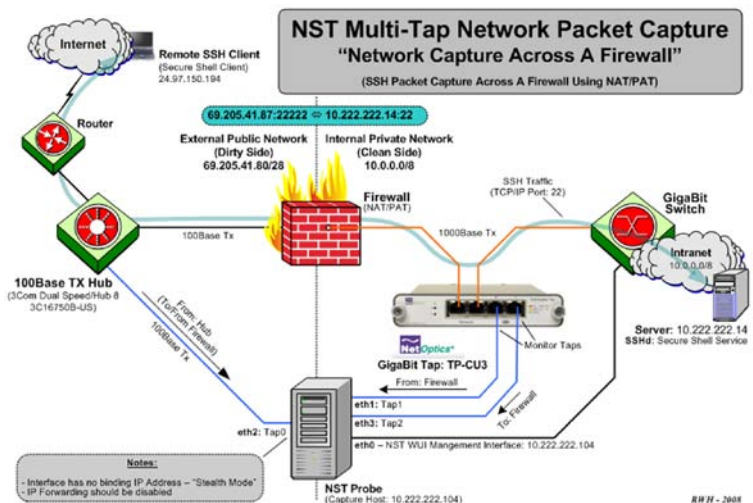 NST Multi-Tap Network Packet Capture
"Network Capture Across A Firewall"
(SSH Packet Capture Across A Firewall Using NAT/PAT)
Internet
Remote SSH Client
(Secure Shell Client)
24.97.150.194
Router
69.205.41.87:22222 ⇔ 10.222.222.14:22
External Public Network
(Dirty Side)
69.205.41.80/28
Internal Private Network
(Clean Side)
10.0.0.0/8
Firewall
(NAT/PAT)
SSH Traffic
(TCP/IP Port: 22)
GigaBit
Switch
100Base Tx
1000Base Tx
Intranet
10.0.0.0/8
100Base TX Hub
(3Com Dual Speed/Hub 8
3C16750B-US)
From: Hub
(To/From Firewall)
100Base Tx
Server: 10.222.222.14
SSHd: Secure Shell Service
NetOptics
Monitor Taps
GigaBit Tap: TP-CU3
From: Firewall
To: Firewall
eth1: Tap1
eth3: Tap2
eth2: Tap0
eth0 – NST WUI Mangement Interface: 10.222.222.104
Notes:
- Interface has no binding IP Address – "Stealth Mode"
- IP Forwarding should be disabled
NST Probe
(Capture Host: 10.222.222.104)
RWH - 2008